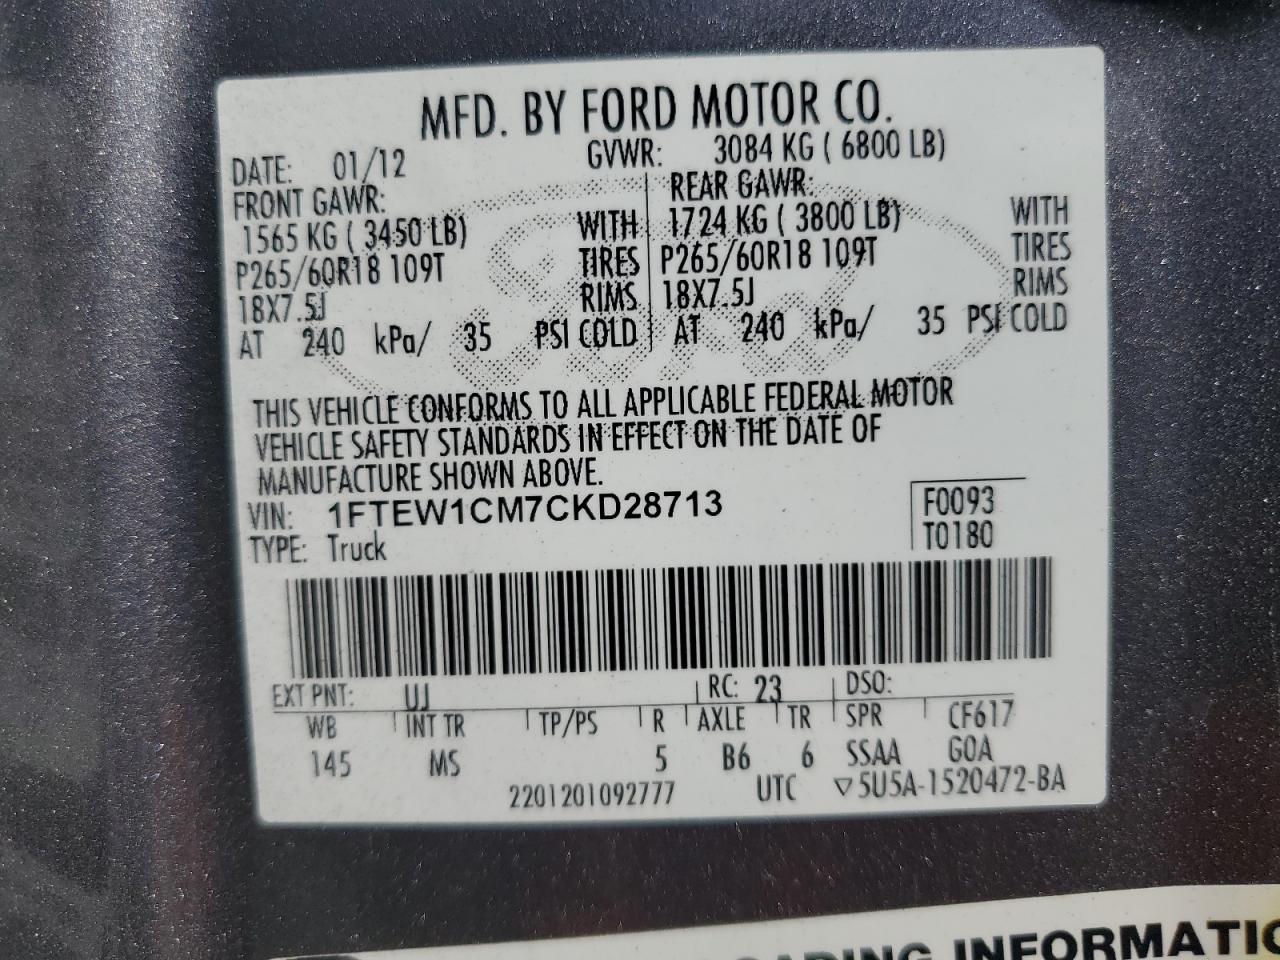 MFD. BY FORD MOTOR CO.
DATE: 01/12 GVWR: 3084 KG ( 6800 LB)
FRONT GAWR: REAR GAWR:
1565 KG ( 3450 LB) WITH 1724 KG ( 3800 LB) WITH
P265/60R18 109T TIRES P265/60R18 109T TIRES
18X7.5J RIMS 18X7.5J RIMS
AT 240 kPa/ 35 PSI COLD AT 240 kPa/ 35 PSI COLD
Ford
THIS VEHICLE CONFORMS TO ALL APPLICABLE FEDERAL MOTOR
VEHICLE SAFETY STANDARDS IN EFFECT ON THE DATE OF
MANUFACTURE SHOWN ABOVE.
VIN: 1FTEW1CM7CKD28713 F0093
TYPE: Truck T0180
EXT PNT: UJ RC: 23 DSO:
WB INT TR TP/PS R AXLE TR SPR CF617
145 MS 5 B6 6 SSAA GOA
2201201092777 UTC ▽5U5A-1520472-BA
INFORMATIO